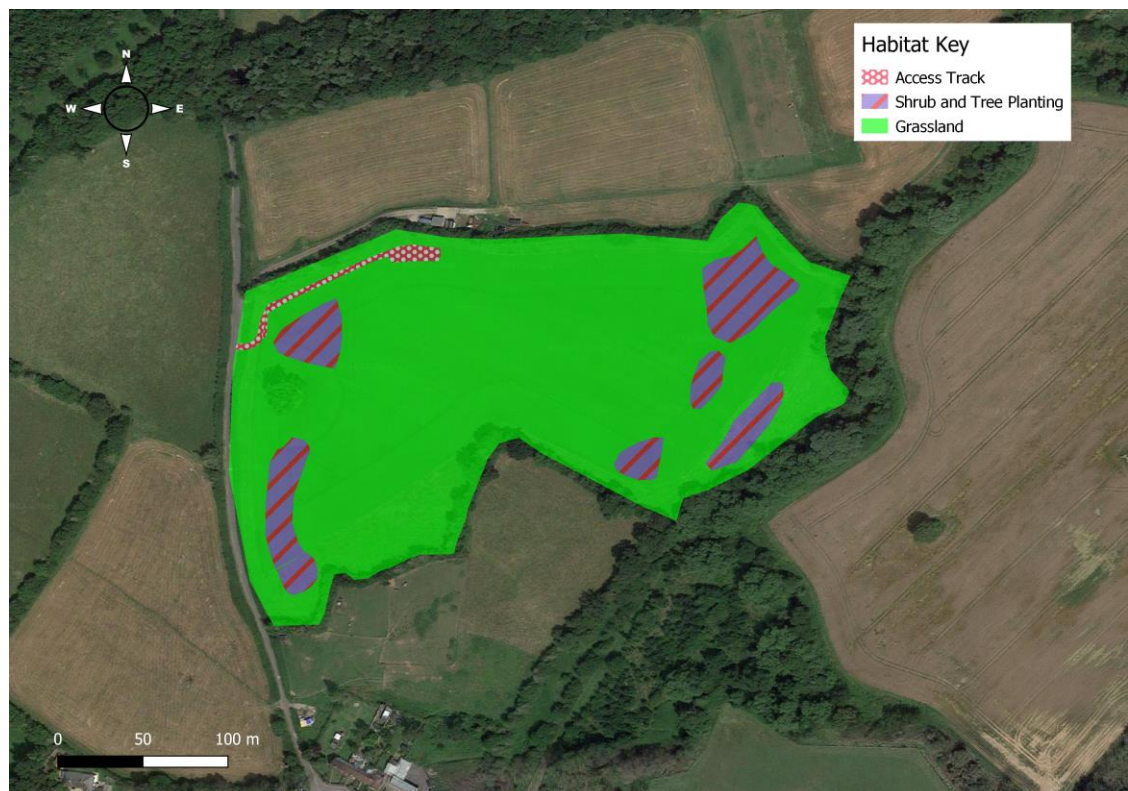 N
W E
S
Habitat Key
Access Track
Shrub and Tree Planting
Grassland
0 50 100 m